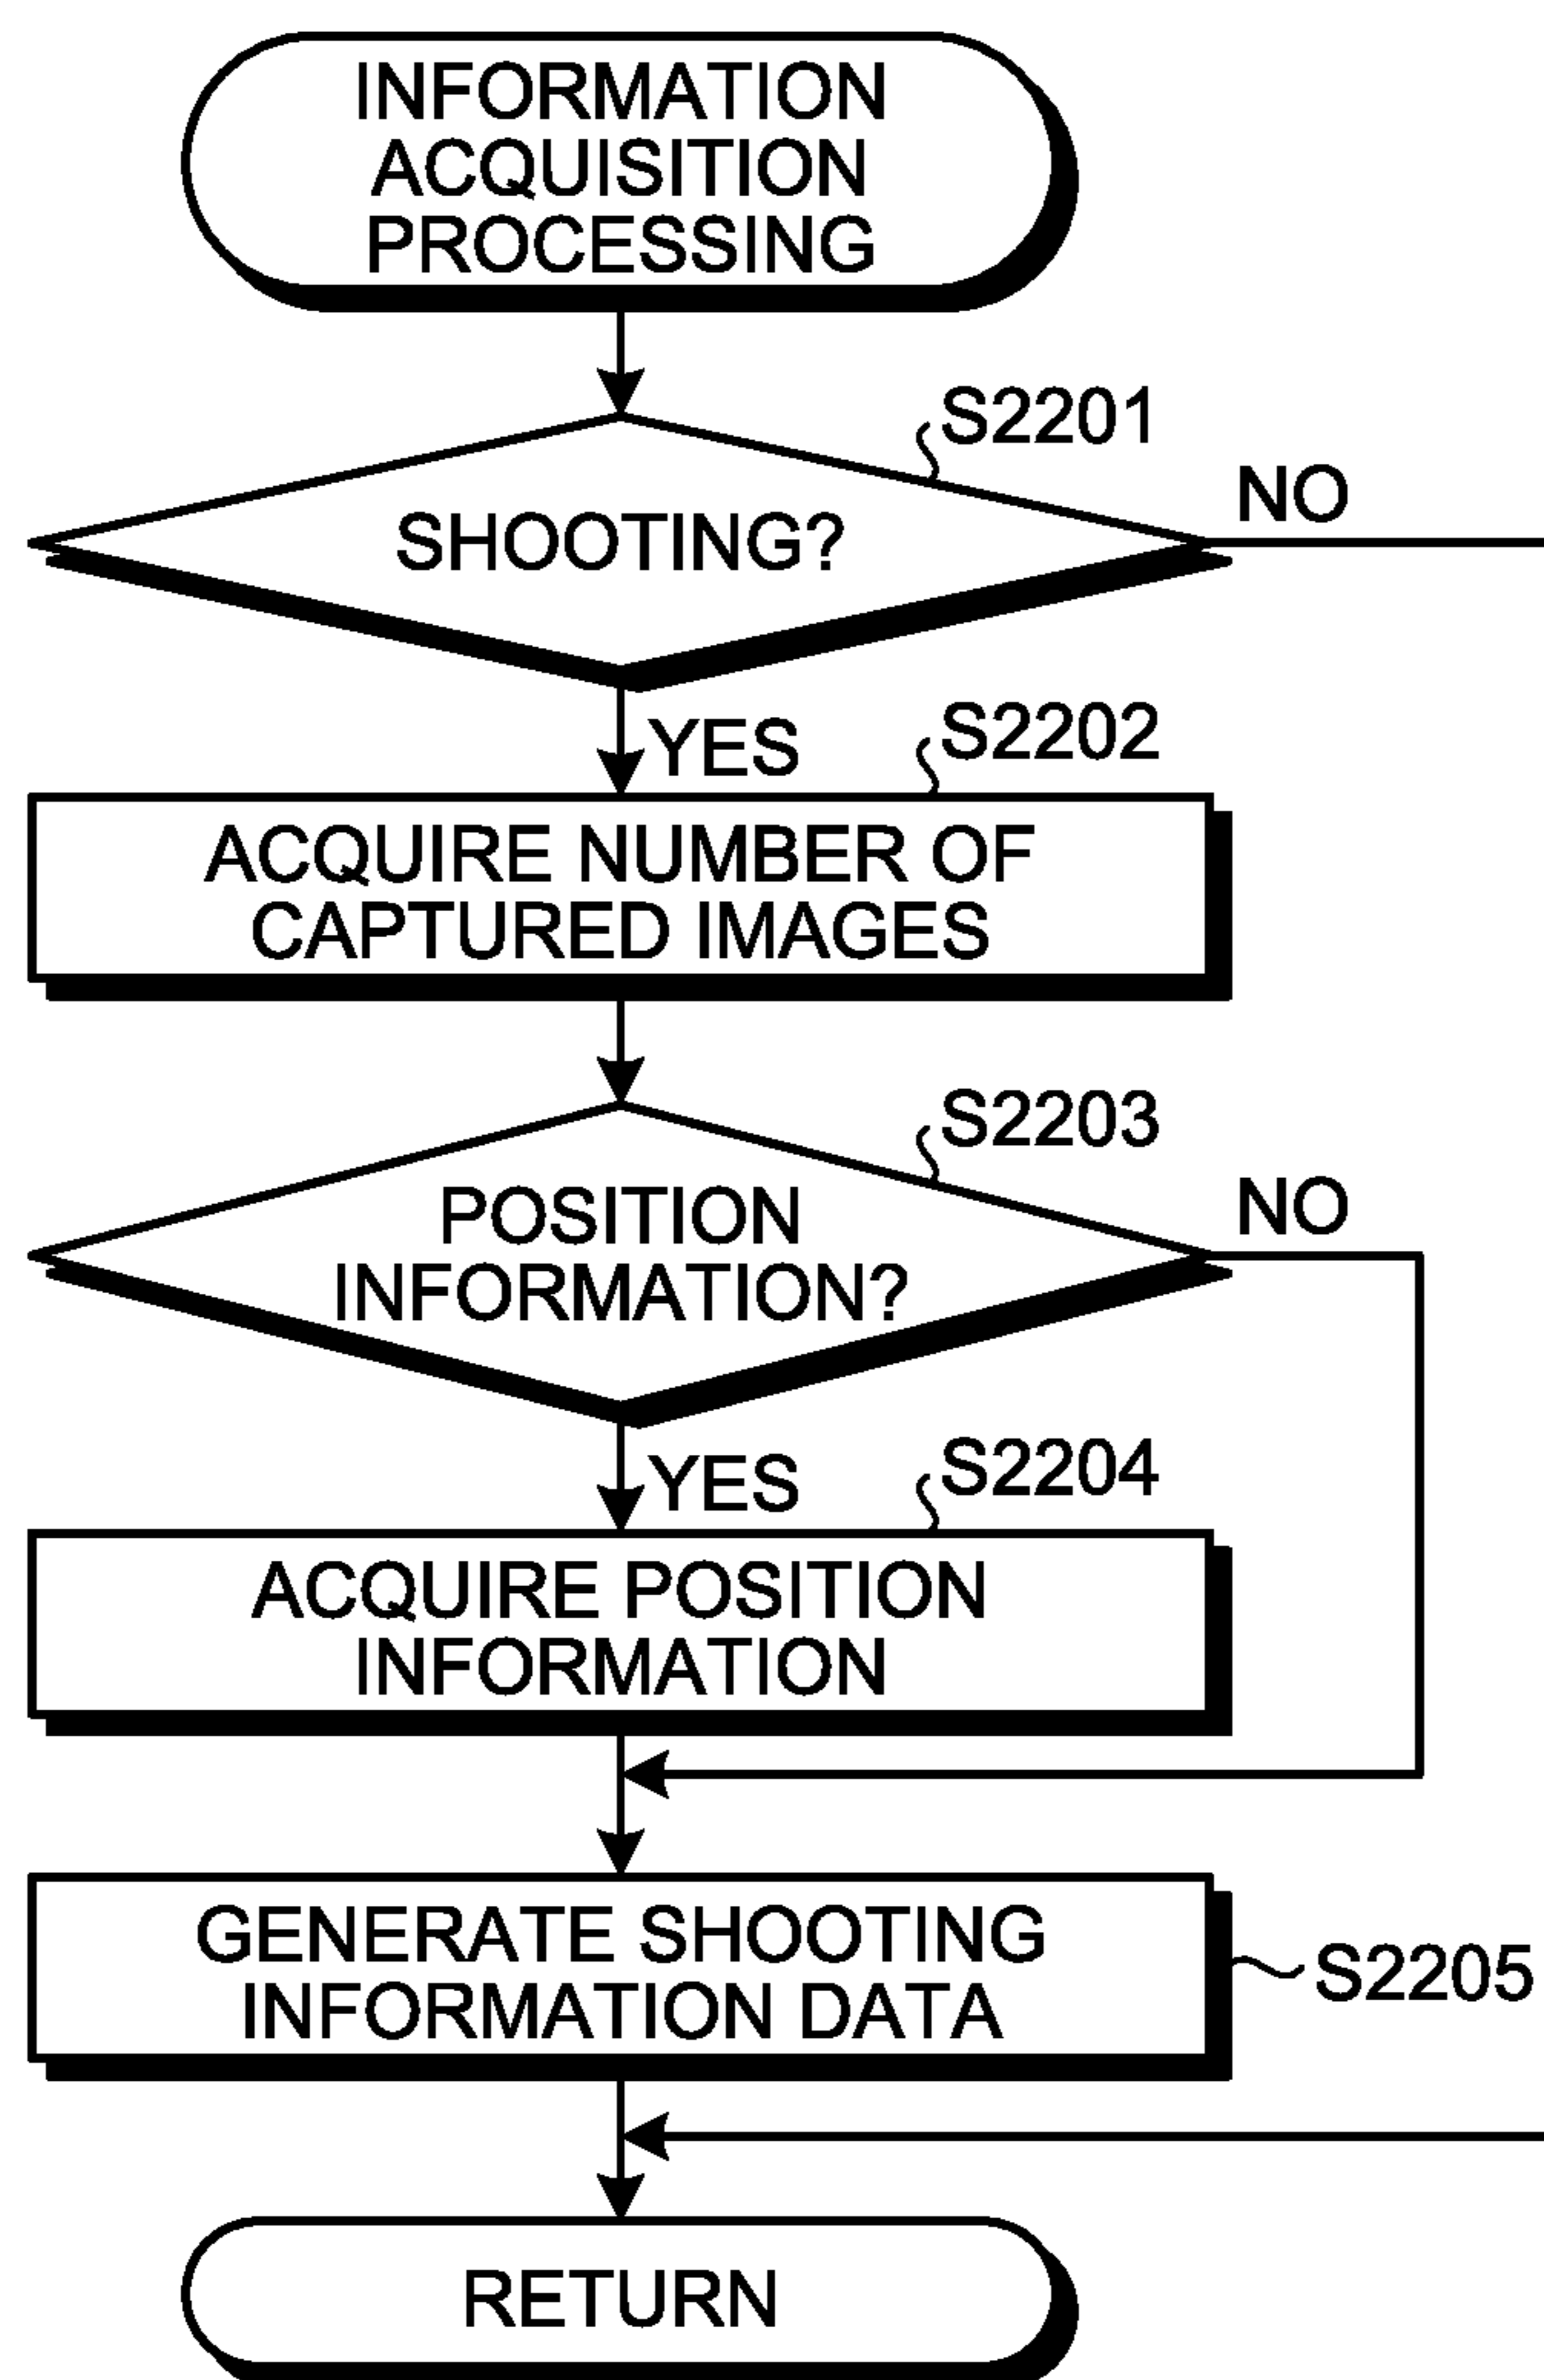 INFORMATION
ACQUISITION
PROCESSING
S2201
SHOOTING?
NO
YES
S2202
ACQUIRE NUMBER OF
CAPTURED IMAGES
S2203
POSITION
INFORMATION?
NO
YES
S2204
ACQUIRE POSITION
INFORMATION
GENERATE SHOOTING
INFORMATION DATA
S2205
RETURN